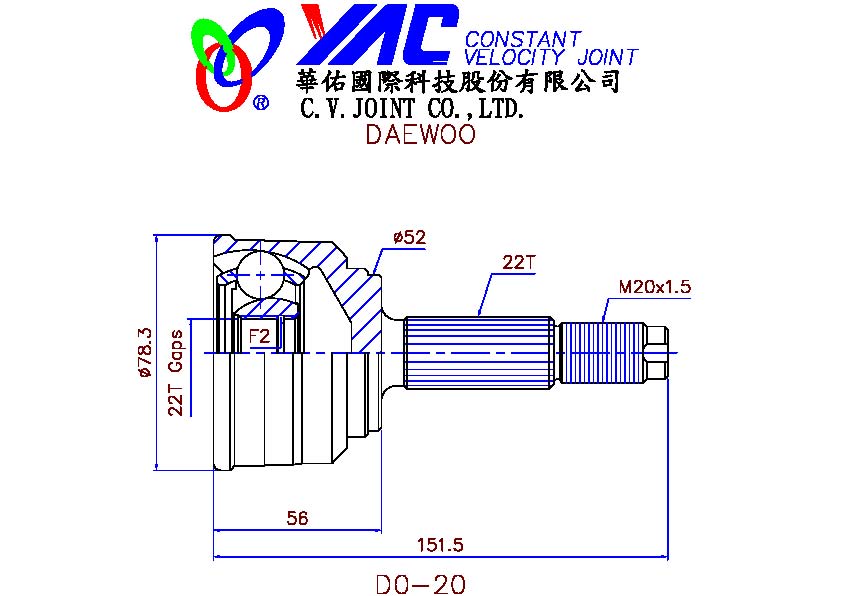 YAC CONSTANT
VELOCITY JOINT
華佑國際科技股份有限公司
® C.V.JOINT CO.,LTD.
DAEWOO
ø52
22T
M20x1.5
F2
ø78.3
22T Gaps
56
151.5
DO-20